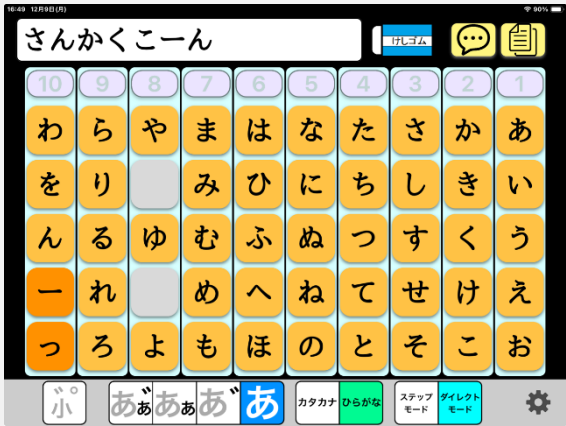 16:49 12月9日(月) 90%
さんかくこーん けしゴム
10 9 8 7 6 5 4 3 2 1
わ ら や ま は な た さ か あ
を り み ひ に ち し き い
ん る ゆ む ふ ぬ つ す く う
ー れ め へ ね て せ け え
っ ろ よ も ほ の と そ こ お
゛゜小 あ゛ぁ あぁ あ゛ あ カタカナ ひらがな ステップモード ダイレクトモード